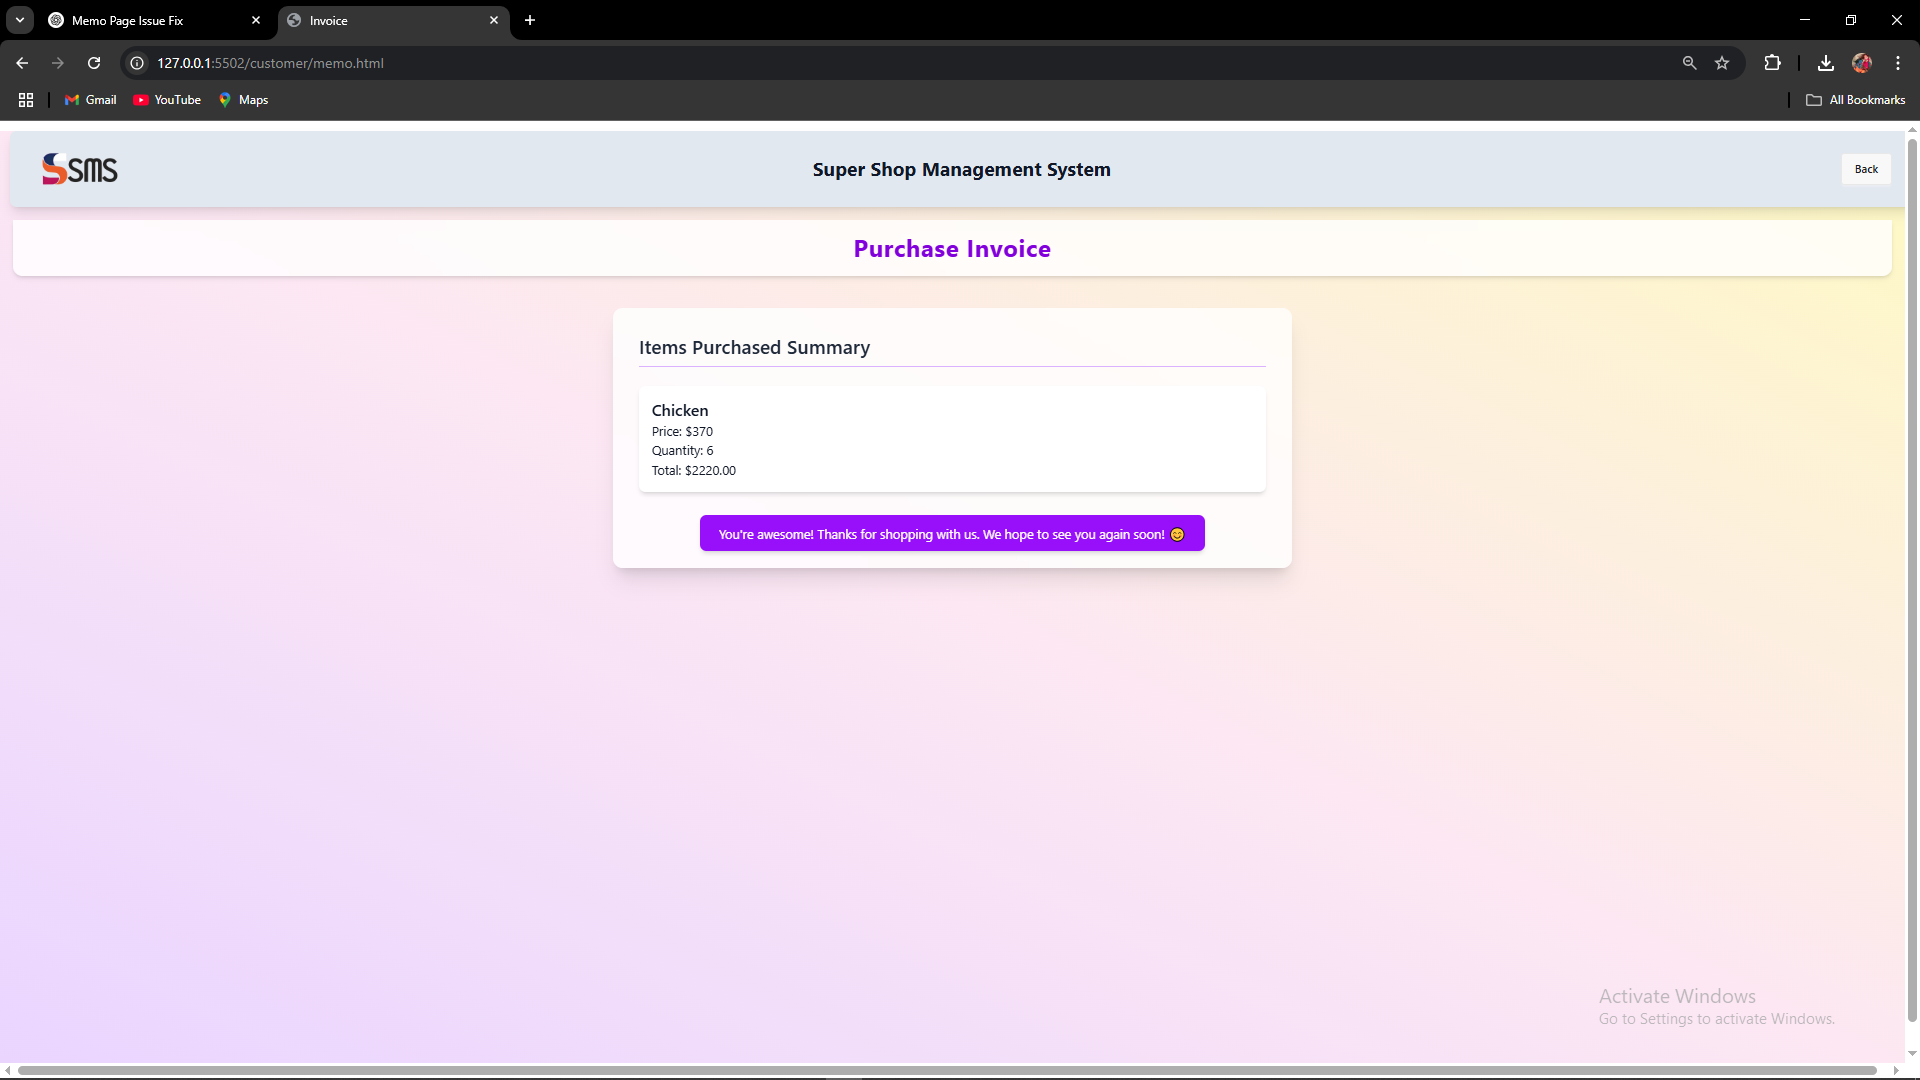 Memo Page Issue Fix
Invoice
127.0.0.1:5502/customer/memo.html
Gmail
YouTube
Maps
All Bookmarks
SSMS
Super Shop Management System
Back
Purchase Invoice
Items Purchased Summary
Chicken
Price: $370
Quantity: 6
Total: $2220.00
You're awesome! Thanks for shopping with us. We hope to see you again soon! 😊
Activate Windows
Go to Settings to activate Windows.